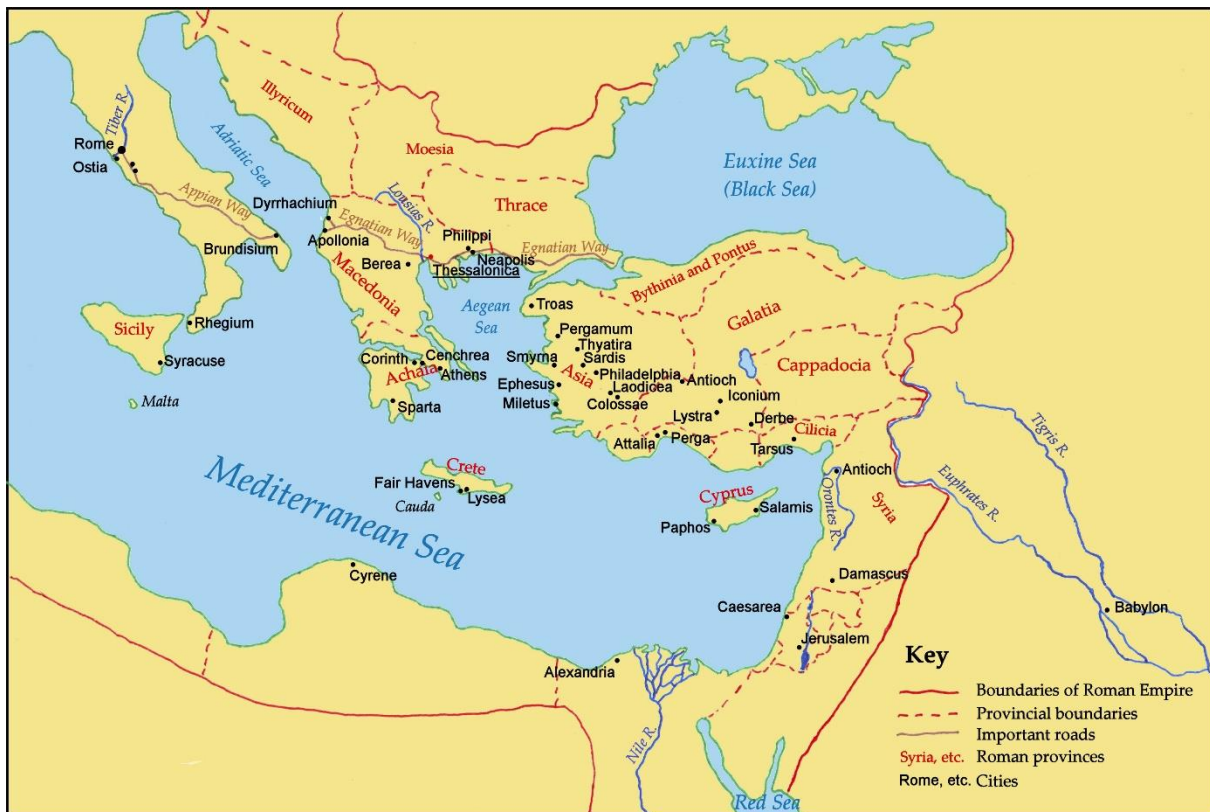 Illyricum
Tiber R.
Rome
Ostia
Adriatic Sea
Moesia
Euxine Sea
(Black Sea)
Appian Way
Dyrrhachium
Lousias R.
Thrace
Brundisium
Apollonia
Egnatian Way
Philippi
Neapolis
Egnatian Way
Berea
Thessalonica
Macedonia
Bythinia and Pontus
Aegean
Sea
Troas
Galatia
Sicily
Rhegium
Syracuse
Malta
Pergamum
Thyatira
Smyrna
Sardis
Asia
Philadelphia
Cappadocia
Corinth
Cenchrea
Achaia
Athens
Sparta
Ephesus
Laodicea
Antioch
Miletus
Colossae
Iconium
Lystra
Derbe
Attalia
Perga
Cilicia
Tarsus
Tigris R.
Mediterranean Sea
Crete
Fair Havens
Lysea
Cauda
Cyprus
Salamis
Paphos
Antioch
Orontes R.
Syria
Euphrates R.
Cyrene
Damascus
Caesarea
Babylon
Jerusalem
Alexandria
Nile R.
Red Sea
Key
Boundaries of Roman Empire
Provincial boundaries
Important roads
Syria, etc. Roman provinces
Rome, etc. Cities